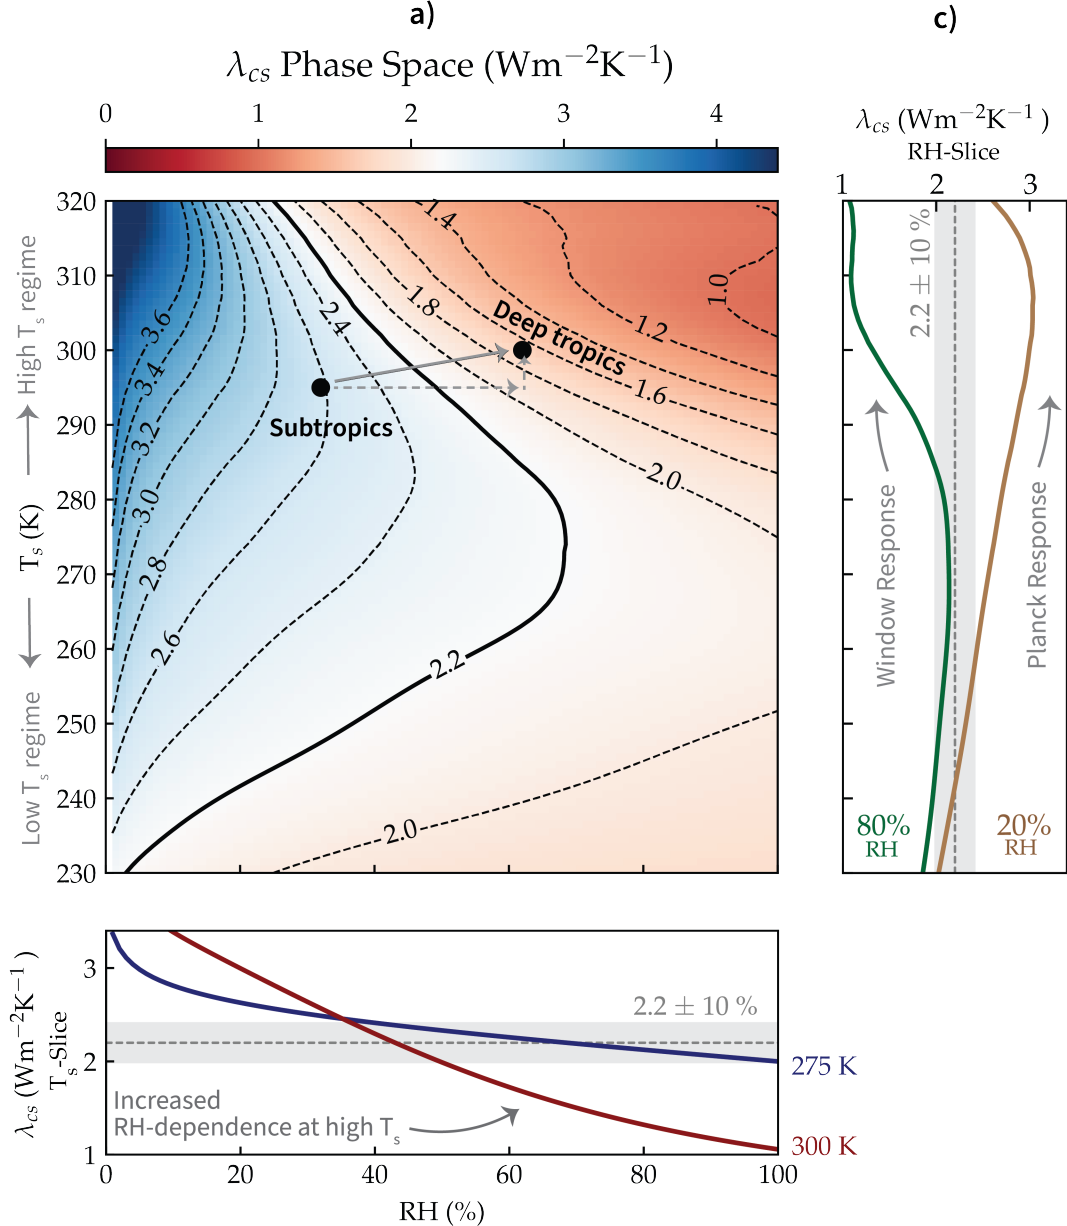 a)
λcs Phase Space (Wm−2K−1)
0 1 2 3 4
c)
λcs (Wm−2K−1 )
RH-Slice
1 2 3
320
310
300
290
280
270
260
250
240
230
Low Ts regime
Ts (K)
High Ts regime
3.6
3.4
3.2
3.0
2.8
2.6
2.4
2.2
2.0
1.8
1.4
1.0
1.2
1.6
2.0
Deep tropics
Subtropics
2.2 ± 10 %
Window Response
Planck Response
80%
RH
20%
RH
λcs (Wm−2K−1 )
Ts-Slice
3
2
1
2.2 ± 10 %
Increased
RH-dependence at high Ts
275 K
300 K
0 20 40 60 80 100
RH (%)